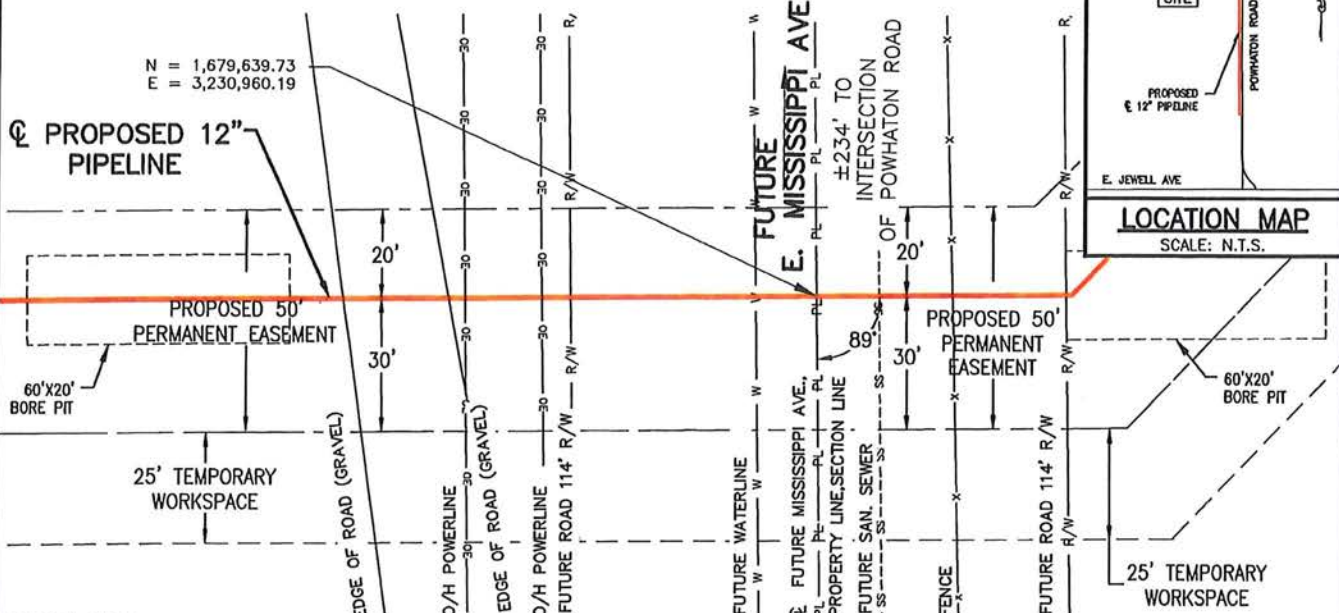 N = 1,679,639.73
E = 3,230,960.19
℄ PROPOSED 12"
PIPELINE
E. FUTURE
MISSISSIPPI AVE
±234' TO
INTERSECTION
OF POWHATON ROAD
POWHATON ROAD
PROPOSED
℄ 12" PIPELINE
E. JEWELL AVE
LOCATION MAP
SCALE: N.T.S.
20'
20'
PROPOSED 50'
PERMANENT EASEMENT
30'
89'
30'
PROPOSED 50'
PERMANENT
EASEMENT
60'X20'
BORE PIT
60'X20'
BORE PIT
25' TEMPORARY
WORKSPACE
25' TEMPORARY
WORKSPACE
EDGE OF ROAD (GRAVEL)
O/H POWERLINE
EDGE OF ROAD (GRAVEL)
O/H POWERLINE
FUTURE ROAD 114' R/W
FUTURE WATERLINE
℄ FUTURE MISSISSIPPI AVE.,
PROPERTY LINE,SECTION LINE
FUTURE SAN. SEWER
FENCE
FUTURE ROAD 114' R/W